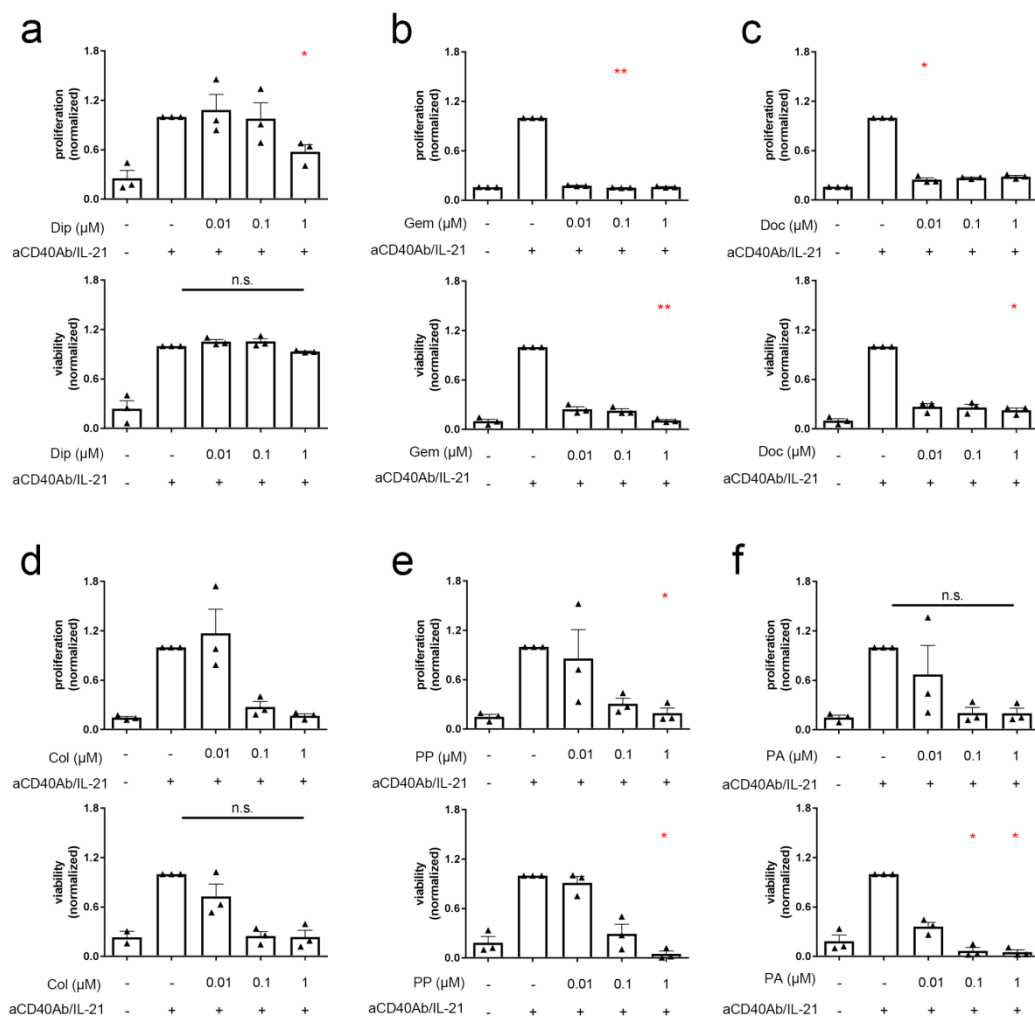 a
1.8
*
1.2
0.6
0.0
proliferation
(normalized)
Dip (µM) - - 0.01 0.1 1
aCD40Ab/IL-21 - + + + +
n.s.
1.8
1.2
0.6
0.0
viability
(normalized)
Dip (µM) - - 0.01 0.1 1
aCD40Ab/IL-21 - + + + +
b
1.8
**
1.2
0.6
0.0
proliferation
(normalized)
Gem (µM) - - 0.01 0.1 1
aCD40Ab/IL-21 - + + + +
1.8
**
1.2
0.6
0.0
viability
(normalized)
Gem (µM) - - 0.01 0.1 1
aCD40Ab/IL-21 - + + + +
c
1.8
*
1.2
0.6
0.0
proliferation
(normalized)
Doc (µM) - - 0.01 0.1 1
aCD40Ab/IL-21 - + + + +
1.8
*
1.2
0.6
0.0
viability
(normalized)
Doc (µM) - - 0.01 0.1 1
aCD40Ab/IL-21 - + + + +
d
1.8
1.2
0.6
0.0
proliferation
(normalized)
Col (µM) - - 0.01 0.1 1
aCD40Ab/IL-21 - + + + +
n.s.
1.8
1.2
0.6
0.0
viability
(normalized)
Col (µM) - - 0.01 0.1 1
aCD40Ab/IL-21 - + + + +
e
1.8
*
1.2
0.6
0.0
proliferation
(normalized)
PP (µM) - - 0.01 0.1 1
aCD40Ab/IL-21 - + + + +
1.8
*
1.2
0.6
0.0
viability
(normalized)
PP (µM) - - 0.01 0.1 1
aCD40Ab/IL-21 - + + + +
f
1.8
n.s.
1.2
0.6
0.0
proliferation
(normalized)
PA (µM) - - 0.01 0.1 1
aCD40Ab/IL-21 - + + + +
1.8
* *
1.2
0.6
0.0
viability
(normalized)
PA (µM) - - 0.01 0.1 1
aCD40Ab/IL-21 - + + + +